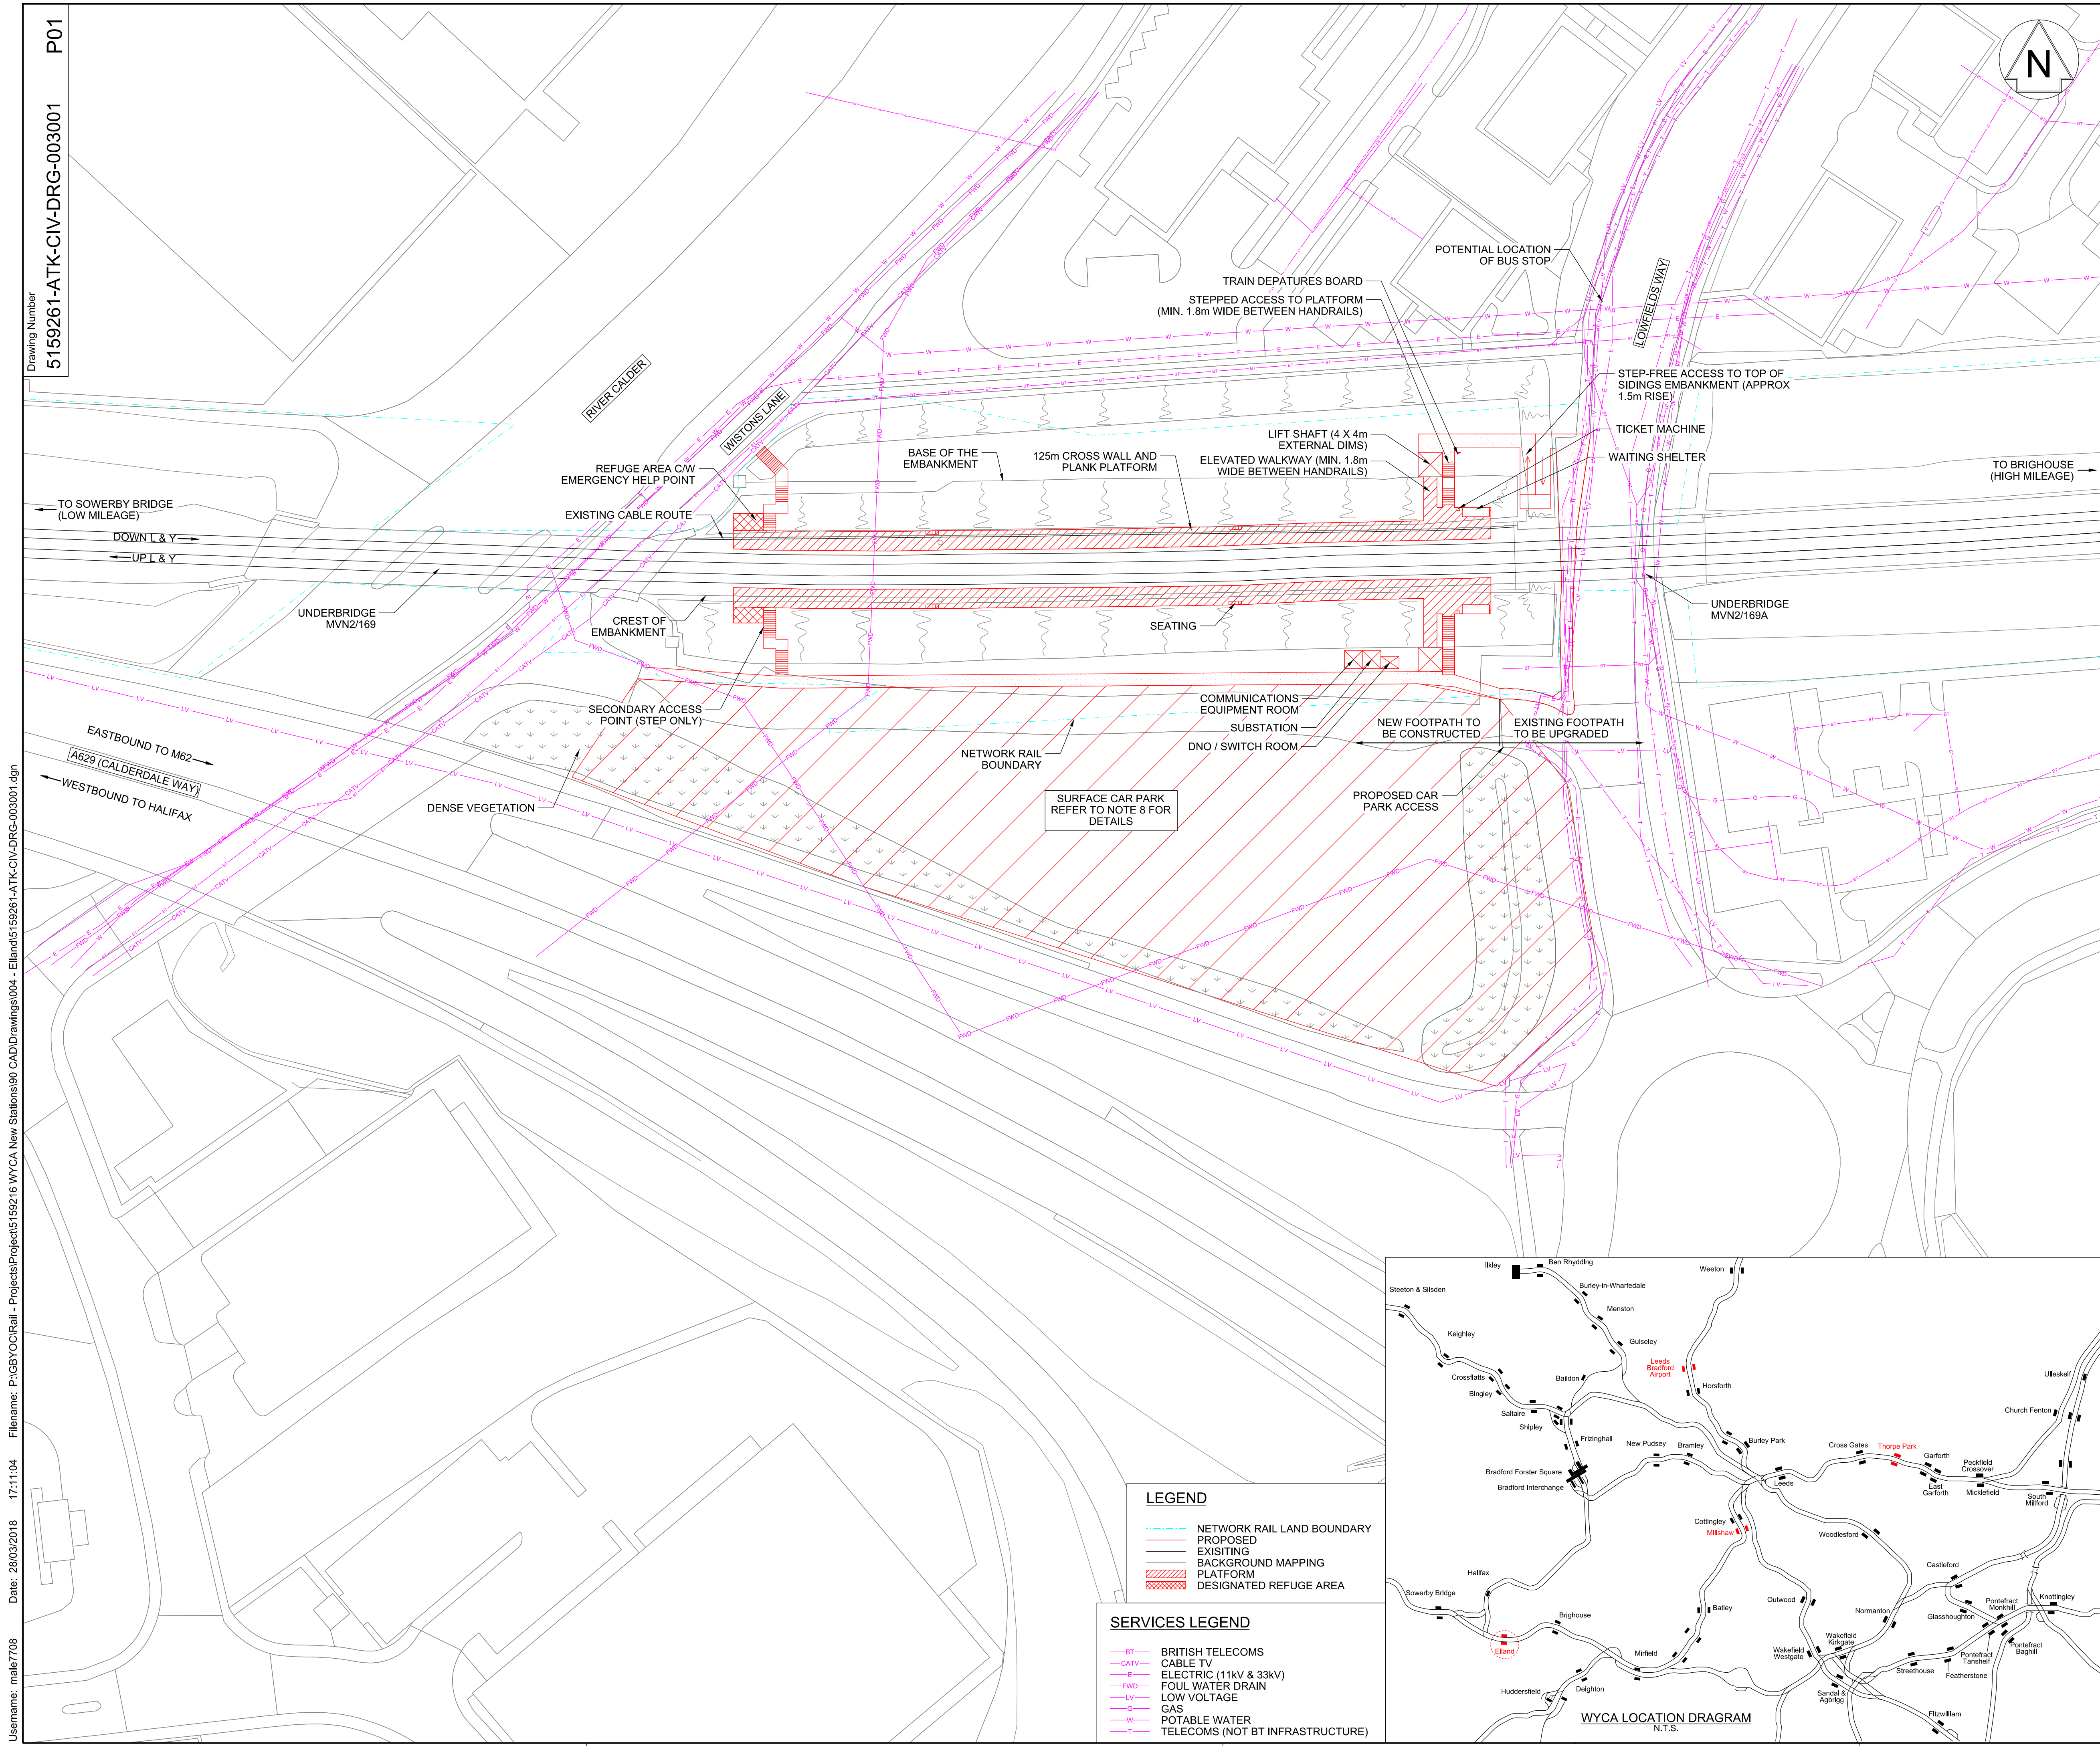 Drawing Number
5159261-ATK-CIV-DRG-003001 P01
Username: male7708 Date: 28/03/2018 17:11:04 Filename: P:\GBYOC\Rail - Projects\Project\5159216 WYCA New Stations\90 CAD\Drawings\004 - Elland\5159261-ATK-CIV-DRG-003001.dgn
N
POTENTIAL LOCATION
OF BUS STOP
TRAIN DEPATURES BOARD
STEPPED ACCESS TO PLATFORM
(MIN. 1.8m WIDE BETWEEN HANDRAILS)
LOWFIELDS WAY
RIVER CALDER
WISTONS LANE
STEP-FREE ACCESS TO TOP OF
SIDINGS EMBANKMENT (APPROX
1.5m RISE)
LIFT SHAFT (4 X 4m
EXTERNAL DIMS)
TICKET MACHINE
ELEVATED WALKWAY (MIN. 1.8m
WIDE BETWEEN HANDRAILS)
WAITING SHELTER
BASE OF THE
EMBANKMENT
125m CROSS WALL AND
PLANK PLATFORM
REFUGE AREA C/W
EMERGENCY HELP POINT
TO BRIGHOUSE
(HIGH MILEAGE)
TO SOWERBY BRIDGE
(LOW MILEAGE)
EXISTING CABLE ROUTE
DOWN L & Y
UP L & Y
UNDERBRIDGE
MVN2/169
CREST OF
EMBANKMENT
SEATING
UNDERBRIDGE
MVN2/169A
SECONDARY ACCESS
POINT (STEP ONLY)
COMMUNICATIONS
EQUIPMENT ROOM
SUBSTATION
DNO / SWITCH ROOM
NEW FOOTPATH TO
BE CONSTRUCTED
EXISTING FOOTPATH
TO BE UPGRADED
NETWORK RAIL
BOUNDARY
EASTBOUND TO M62
A629 (CALDERDALE WAY)
WESTBOUND TO HALIFAX
DENSE VEGETATION
SURFACE CAR PARK
REFER TO NOTE 8 FOR
DETAILS
PROPOSED CAR
PARK ACCESS
LEGEND
NETWORK RAIL LAND BOUNDARY
PROPOSED
EXISITING
BACKGROUND MAPPING
PLATFORM
DESIGNATED REFUGE AREA
SERVICES LEGEND
BT BRITISH TELECOMS
CATV CABLE TV
E ELECTRIC (11kV & 33kV)
FWD FOUL WATER DRAIN
LV LOW VOLTAGE
G GAS
W POTABLE WATER
T TELECOMS (NOT BT INFRASTRUCTURE)
Ilkley
Ben Rhydding
Weeton
Steeton & Silsden
Burley-in-Wharfedale
Menston
Keighley
Guiseley
Leeds
Bradford
Airport
Crossflatts
Baildon
Horsforth
Ulleskelf
Bingley
Saltaire
Church Fenton
Shipley
Frizinghall
New Pudsey
Bramley
Burley Park
Cross Gates
Thorpe Park
Garforth
Peckfield
Crossover
Bradford Forster Square
Bradford Interchange
Leeds
East
Garforth
Micklefield
South
Milford
Cottingley
Millshaw
Woodlesford
Castleford
Halifax
Sowerby Bridge
Outwood
Knottingley
Pontefract
Monkhill
Brighouse
Batley
Normanton
Glasshoughton
Elland
Wakefield
Kirkgate
Wakefield
Westgate
Pontefract
Baghill
Mirfield
Pontefract
Tanshelf
Streethouse
Featherstone
Huddersfield
Deighton
Sandal &
Agbrigg
Fitzwilliam
WYCA LOCATION DRAGRAM
N.T.S.